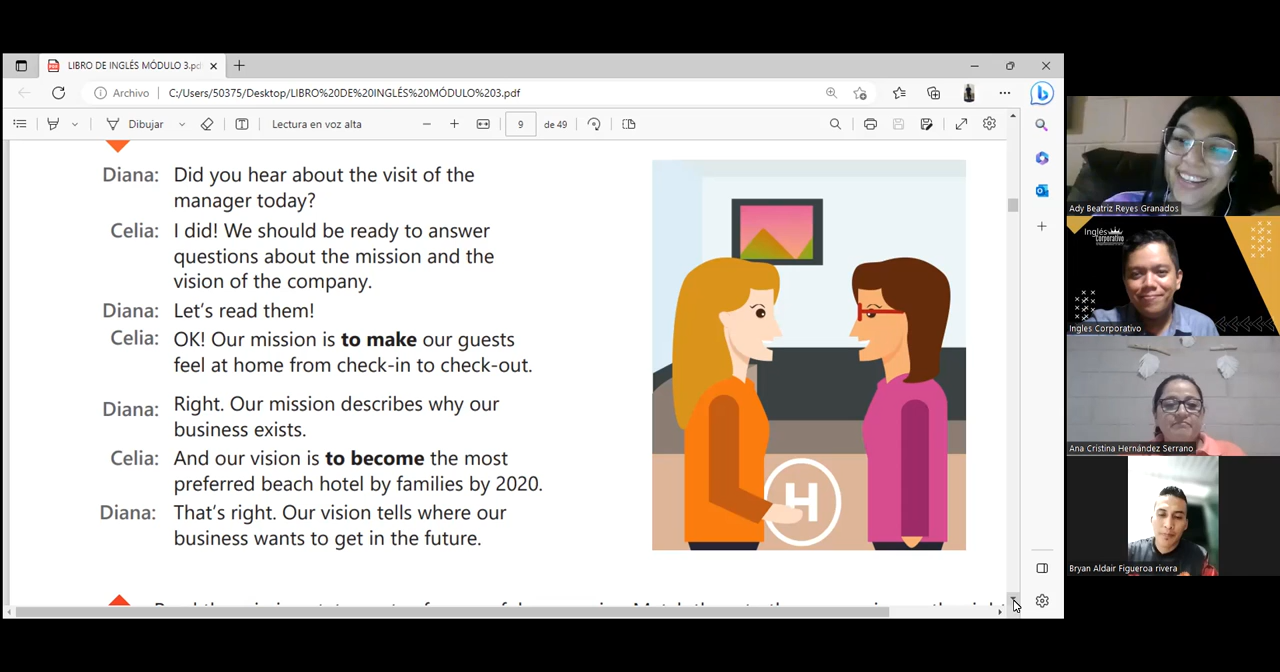 LIBRO DE INGLÉS MÓDULO 3.pd
Archivo | C:/Users/50375/Desktop/LIBRO%20DE%20INGLÉS%20MÓDULO%203.pdf
Dibujar Lectura en voz alta 9 de 49
Diana: Did you hear about the visit of the
manager today?
Celia: I did! We should be ready to answer
questions about the mission and the
vision of the company.
Diana: Let's read them!
Celia: OK! Our mission is to make our guests
feel at home from check-in to check-out.
Diana: Right. Our mission describes why our
business exists.
Celia: And our vision is to become the most
preferred beach hotel by families by 2020.
Diana: That's right. Our vision tells where our
business wants to get in the future.
H
Ady Beatriz Reyes Granados
Inglés
corporativo
Ingles Corporativo
Ana Cristina Hernández Serrano
Bryan Aldair Figueroa rivera